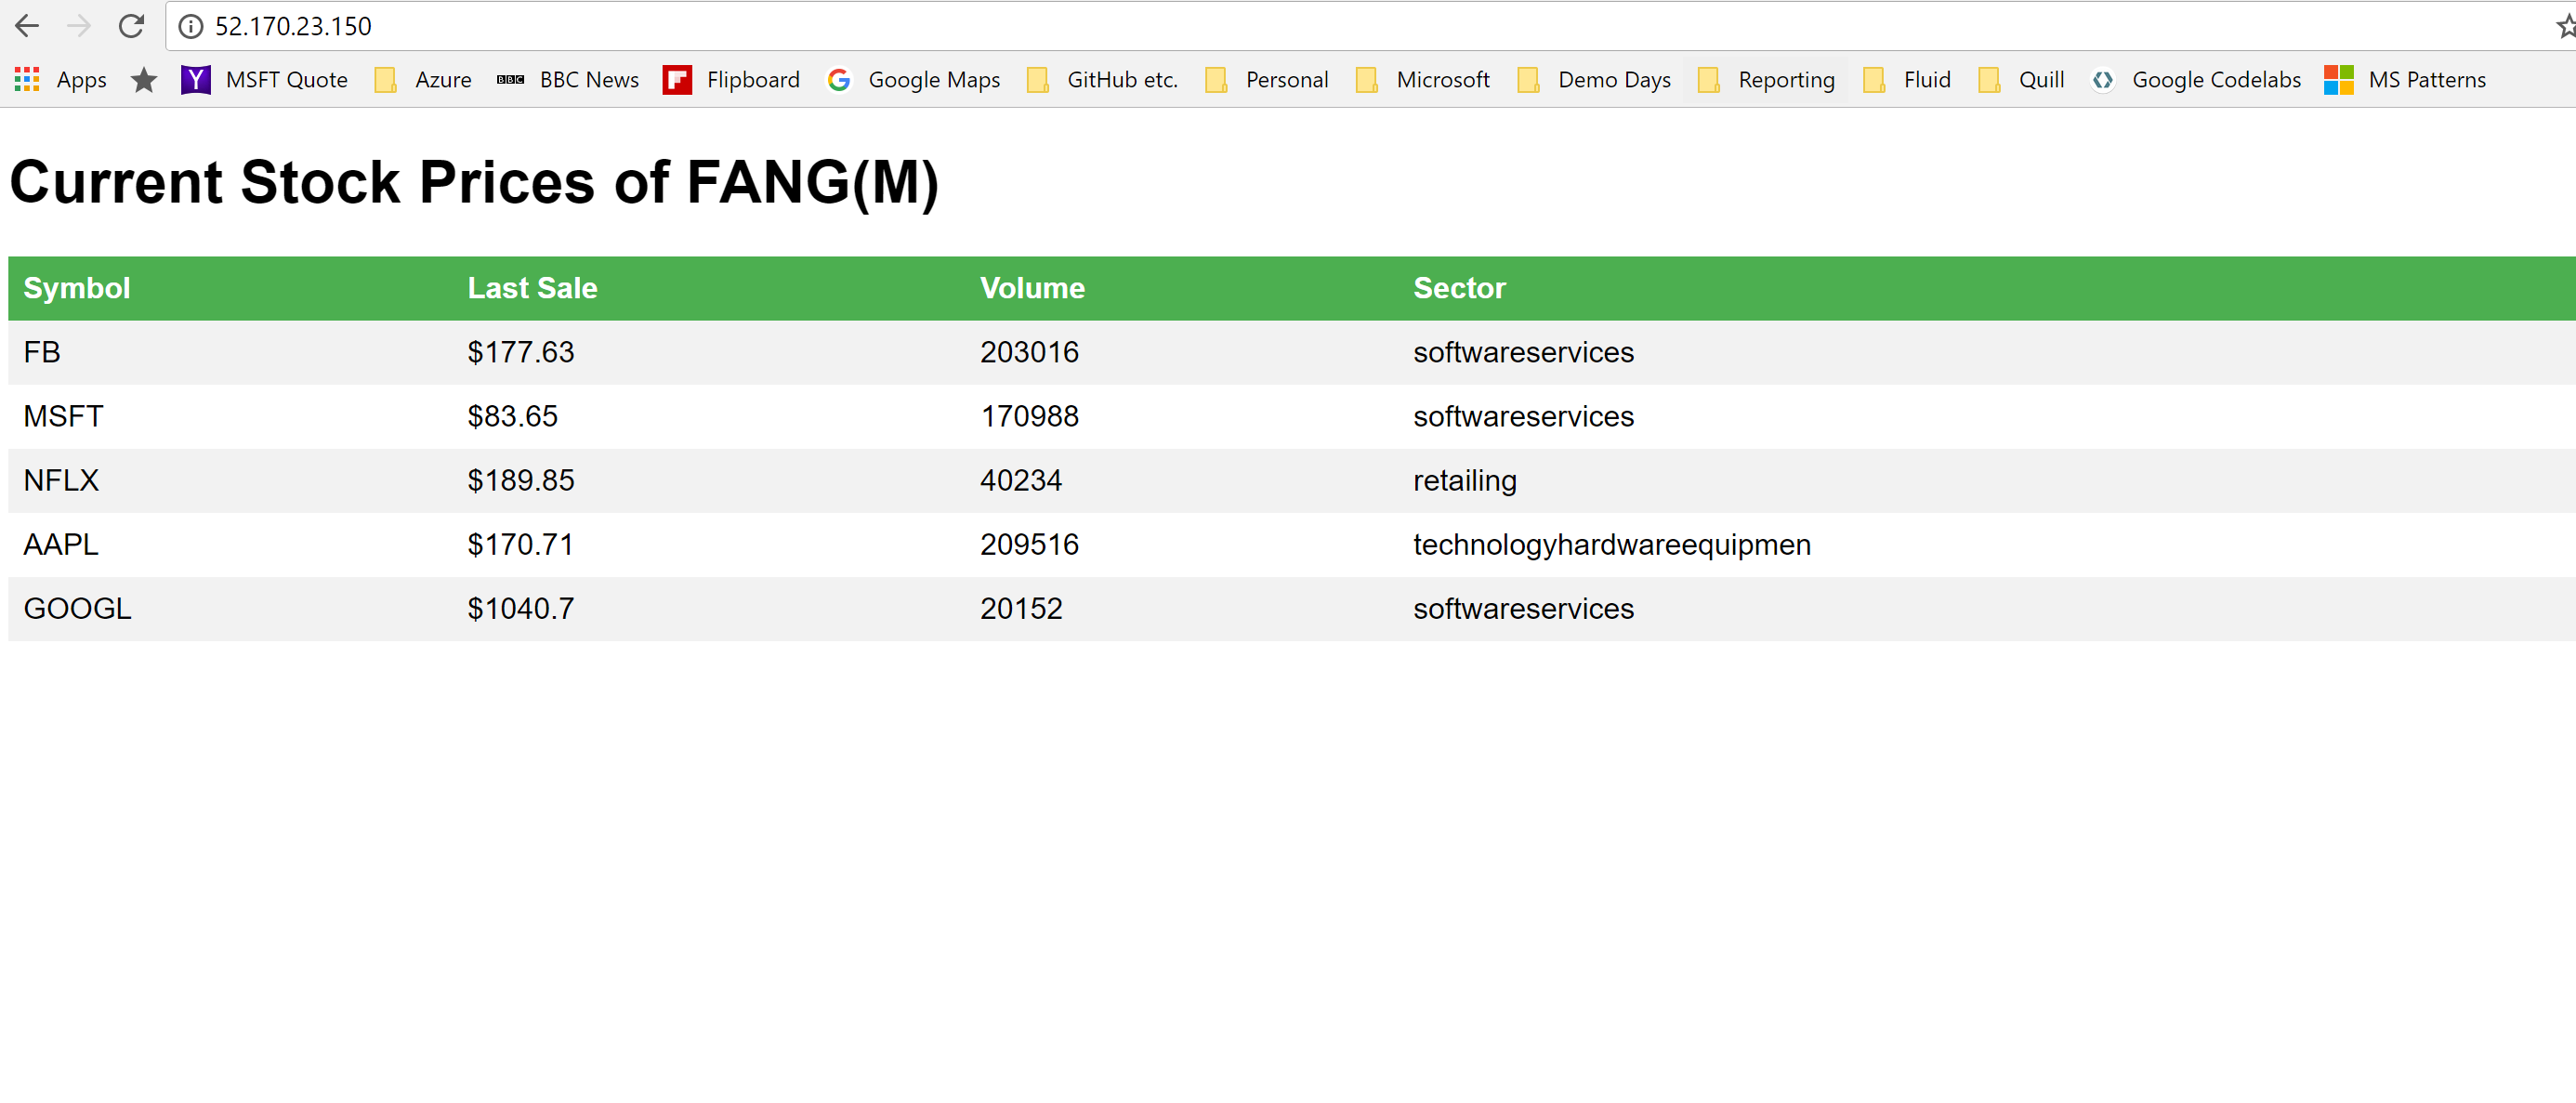 52.170.23.150
Apps MSFT Quote Azure BBC BBC News Flipboard Google Maps GitHub etc. Personal Microsoft Demo Days Reporting Fluid Quill Google Codelabs MS Patterns
Current Stock Prices of FANG(M)
Symbol Last Sale Volume Sector
FB $177.63 203016 softwareservices
MSFT $83.65 170988 softwareservices
NFLX $189.85 40234 retailing
AAPL $170.71 209516 technologyhardwareequipmen
GOOGL $1040.7 20152 softwareservices